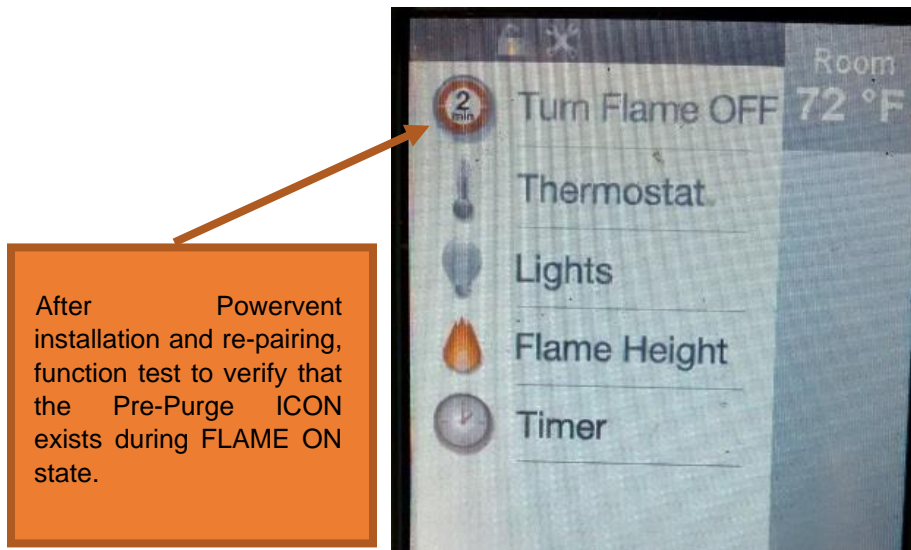 After Powervent
installation and re-pairing,
function test to verify that
the Pre-Purge ICON
exists during FLAME ON
state.
Room
72 °F
2
min
Turn Flame OFF
Thermostat
Lights
Flame Height
Timer